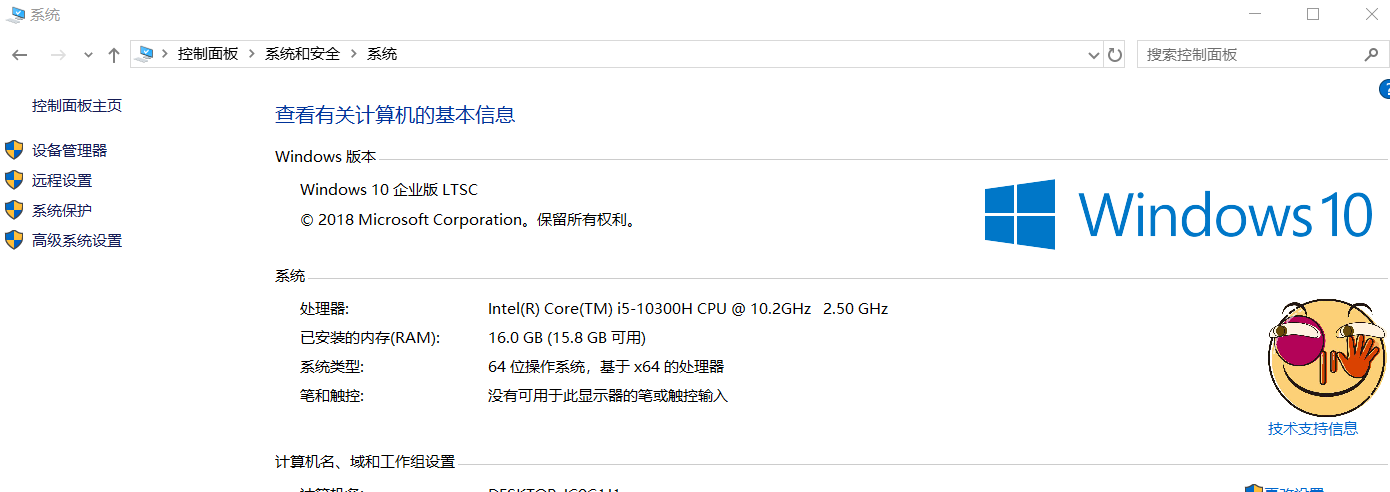 系统
控制面板 系统和安全 系统
搜索控制面板
控制面板主页
设备管理器
远程设置
系统保护
高级系统设置
查看有关计算机的基本信息
Windows 版本
Windows 10 企业版 LTSC
© 2018 Microsoft Corporation。保留所有权利。
Windows 10
系统
处理器: Intel(R) Core(TM) i5-10300H CPU @ 10.2GHz 2.50 GHz
已安装的内存(RAM): 16.0 GB (15.8 GB 可用)
系统类型: 64 位操作系统，基于 x64 的处理器
笔和触控: 没有可用于此显示器的笔或触控输入
技术支持信息
计算机名、域和工作组设置
计算机名:
更改设置